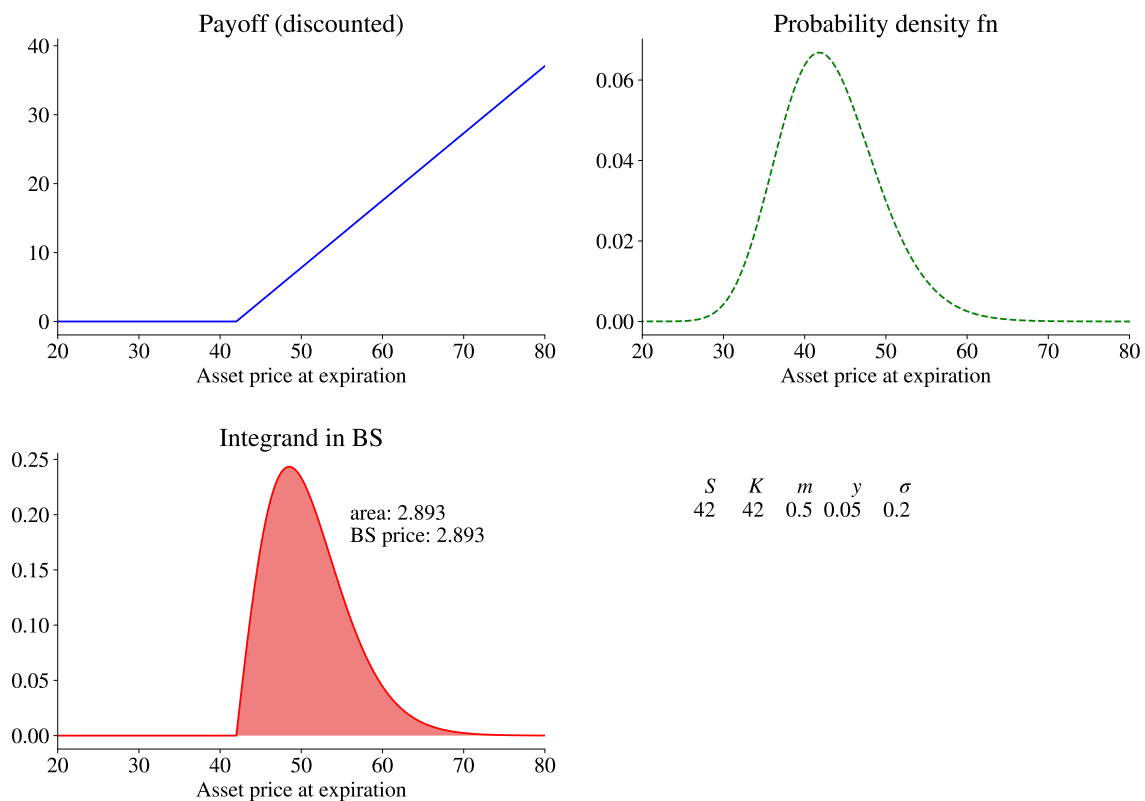 Payoff (discounted)
40
30
20
10
0
20 30 40 50 60 70 80
Asset price at expiration
Probability density fn
0.06
0.04
0.02
0.00
20 30 40 50 60 70 80
Asset price at expiration
Integrand in BS
0.25
0.20
0.15
0.10
0.05
0.00
area: 2.893
BS price: 2.893
20 30 40 50 60 70 80
Asset price at expiration
S K m y σ
42 42 0.5 0.05 0.2